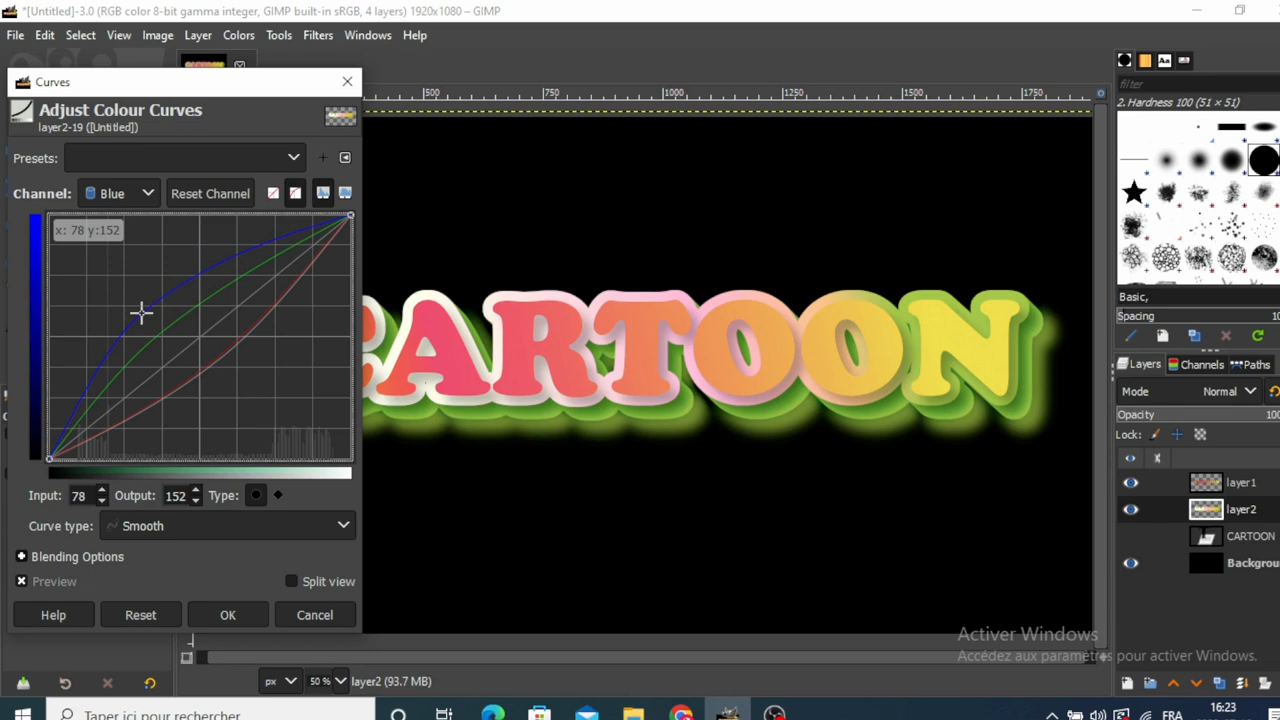 *[Untitled]-3.0 (RGB color 8-bit gamma integer, GIMP built-in sRGB, 4 layers) 1920x1080 – GIMP
File Edit Select View Image Layer Colors Tools Filters Windows Help
Curves
Adjust Colour Curves
layer2-19 ([Untitled])
Presets:
Channel: Blue Reset Channel
x: 78 y:152
Input: 78 Output: 152 Type:
Curve type: Smooth
Blending Options
Preview Split view
Help Reset OK Cancel
500 750 1000 1250 1500 1750
CARTOON
filter
2. Hardness 100 (51 × 51)
Basic,
Spacing 10
Layers Channels Paths
Mode Normal
Opacity 100
Lock:
layer1
layer2
CARTOON
Backgrou
Activer Windows
Accédez aux paramètres pour activer Windows.
px 50 % layer2 (93.7 MB)
Taper ici pour rechercher
FRA
16:23